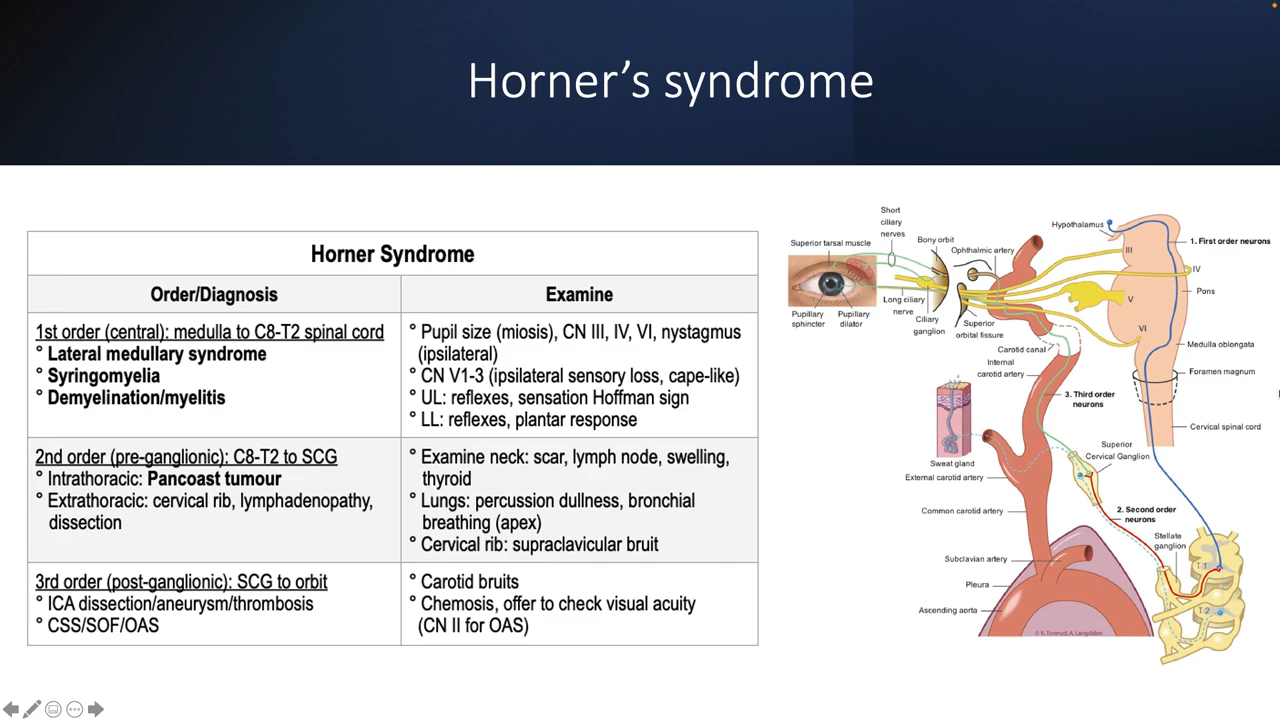 Horner’s syndrome
Horner Syndrome
Order/Diagnosis
Examine
1st order (central): medulla to C8-T2 spinal cord
° Lateral medullary syndrome
° Syringomyelia
° Demyelination/myelitis
° Pupil size (miosis), CN III, IV, VI, nystagmus
(ipsilateral)
° CN V1-3 (ipsilateral sensory loss, cape-like)
° UL: reflexes, sensation Hoffman sign
° LL: reflexes, plantar response
2nd order (pre-ganglionic): C8-T2 to SCG
° Intrathoracic: Pancoast tumour
° Extrathoracic: cervical rib, lymphadenopathy,
dissection
° Examine neck: scar, lymph node, swelling,
thyroid
° Lungs: percussion dullness, bronchial
breathing (apex)
° Cervical rib: supraclavicular bruit
3rd order (post-ganglionic): SCG to orbit
° ICA dissection/aneurysm/thrombosis
° CSS/SOF/OAS
° Carotid bruits
° Chemosis, offer to check visual acuity
(CN II for OAS)
Short
ciliary
nerves
Superior tarsal muscle
Bony orbit
Ophthalmic artery
Hypothalamus
1. First order neurons
III
IV
Pons
V
VI
Pupillary
sphincter
Pupillary
dilator
Long ciliary
nerve
Ciliary
ganglion
Superior
orbital fissure
Carotid canal
Internal
carotid artery
Medulla oblongata
Foramen magnum
3. Third order
neurons
Cervical spinal cord
Sweat gland
Superior
Cervical Ganglion
External carotid artery
Common carotid artery
2. Second order
neurons
Stellate
ganglion
Subclavian artery
Pleura
Ascending aorta
T 1
T 2
© K.Toverud, A. Langdalen